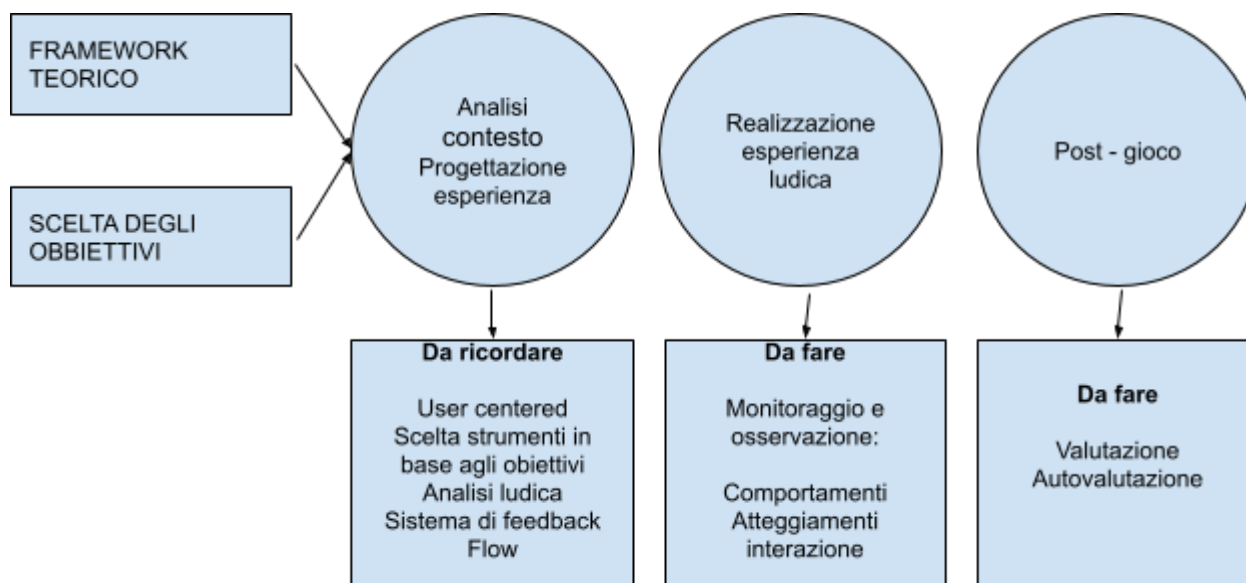 FRAMEWORK
TEORICO
SCELTA DEGLI
OBBIETTIVI
Analisi
contesto
Progettazione
esperienza
Realizzazione
esperienza
ludica
Post - gioco
Da ricordare
User centered
Scelta strumenti in
base agli obiettivi
Analisi ludica
Sistema di feedback
Flow
Da fare
Monitoraggio e
osservazione:
Comportamenti
Atteggiamenti
interazione
Da fare
Valutazione
Autovalutazione